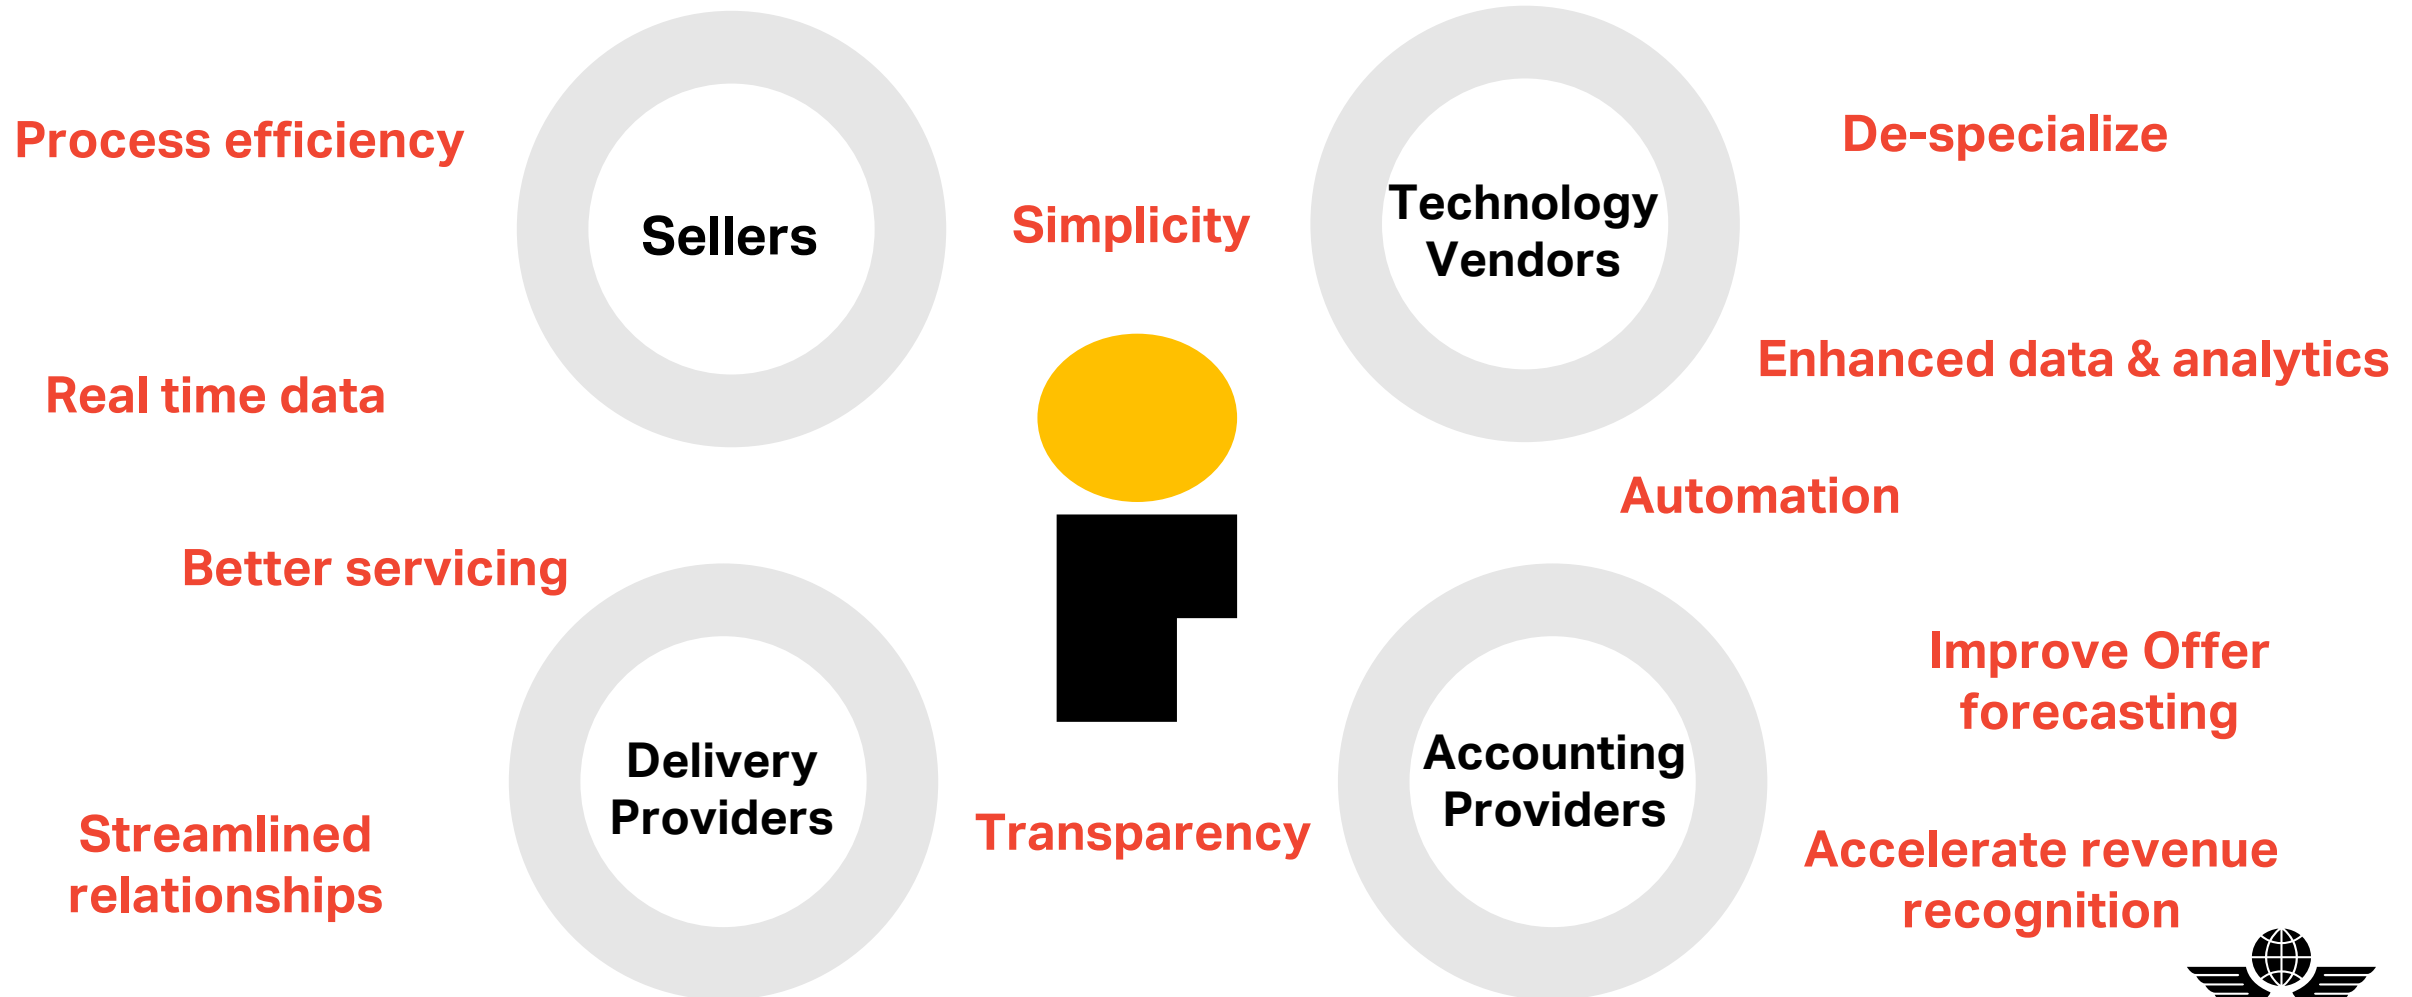 Process efficiency
Sellers
Simplicity
Technology
Vendors
De-specialize
Real time data
Enhanced data & analytics
Automation
Better servicing
Delivery
Providers
Accounting
Providers
Improve Offer
forecasting
Streamlined
relationships
Transparency
Accelerate revenue
recognition